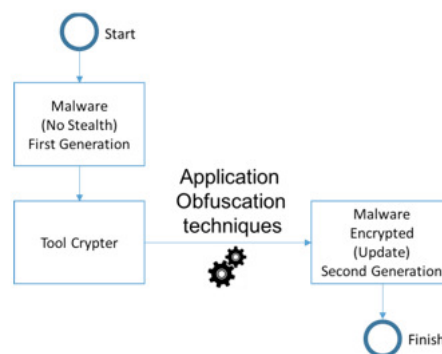 Start
Malware
(No Stealth)
First Generation
Application
Obfuscation
techniques
Tool Crypter
Malware
Encrypted
(Update)
Second Generation
Finish